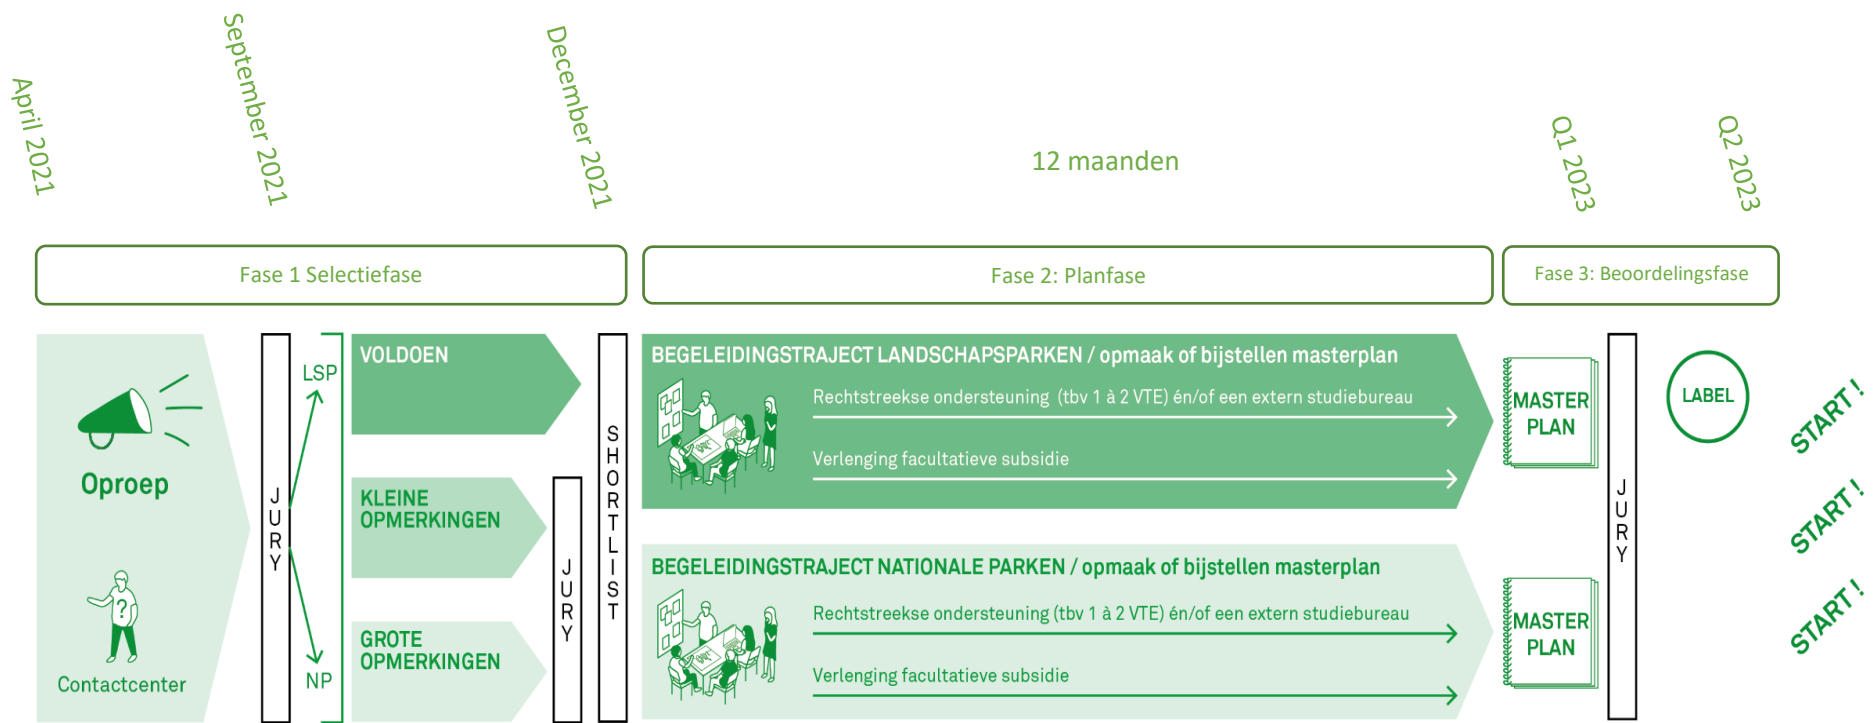 April 2021
September 2021
December 2021
12 maanden
Q1 2023
Q2 2023
Fase 1 Selectiefase
Fase 2: Planfase
Fase 3: Beoordelingsfase
Oproep
?
Contactcenter
JURY
LSP
NP
VOLDOEN
KLEINE
OPMERKINGEN
GROTE
OPMERKINGEN
JURY
SHORTLIST
BEGELEIDINGSTRAJECT LANDSCHAPSPARKEN / opmaak of bijstellen masterplan
Rechtstreekse ondersteuning (tbv 1 à 2 VTE) én/of een extern studiebureau
Verlenging facultatieve subsidie
BEGELEIDINGSTRAJECT NATIONALE PARKEN / opmaak of bijstellen masterplan
Rechtstreekse ondersteuning (tbv 1 à 2 VTE) én/of een extern studiebureau
Verlenging facultatieve subsidie
MASTER
PLAN
MASTER
PLAN
JURY
LABEL
START !
START !
START !